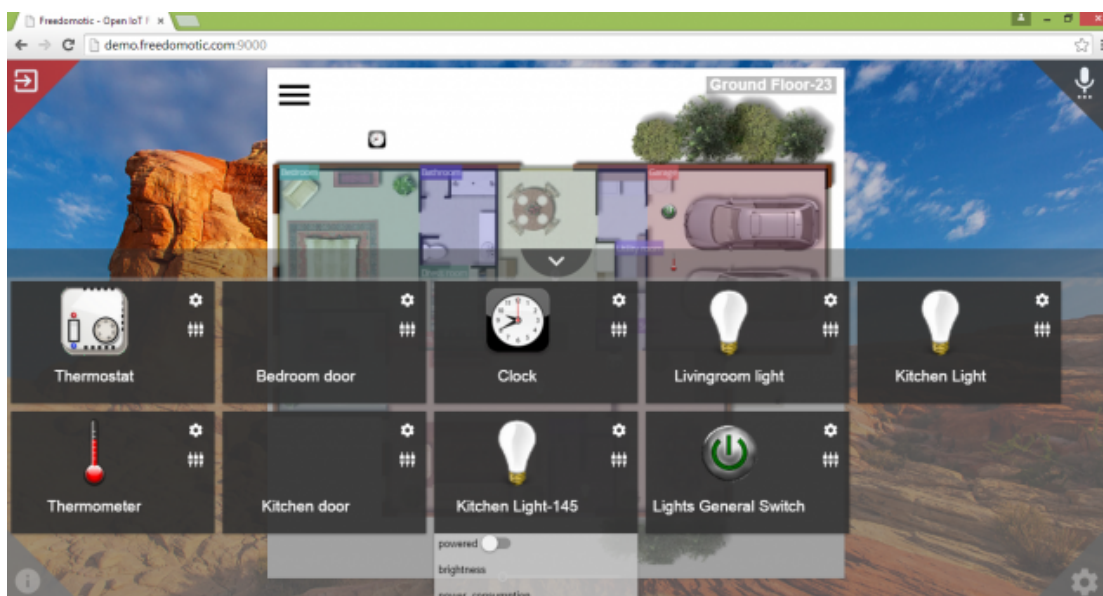 Freedomotic - Open IoT F
demo.freedomotic.com:9000
Ground Floor-23
Bedroom
Bathroom
Garage
Thermostat
Bedroom door
Clock
Livingroom light
Kitchen Light
Thermometer
Kitchen door
Kitchen Light-145
Lights General Switch
powered
brightness
power_consumption